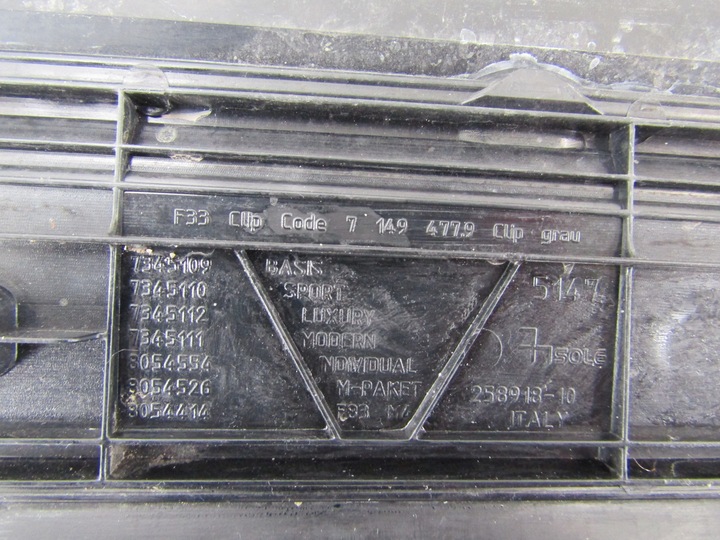 F33 Clip Code 7 149 477.9 Clip grau
7345109 BASIS
7345110 SPORT
7345112 LUXURY
7345111 MODERN
8054554 NDIVIDUAL
8054526 M-PAKET
8054414 F33 M4
5147
SOLE
258918-10
ITALY